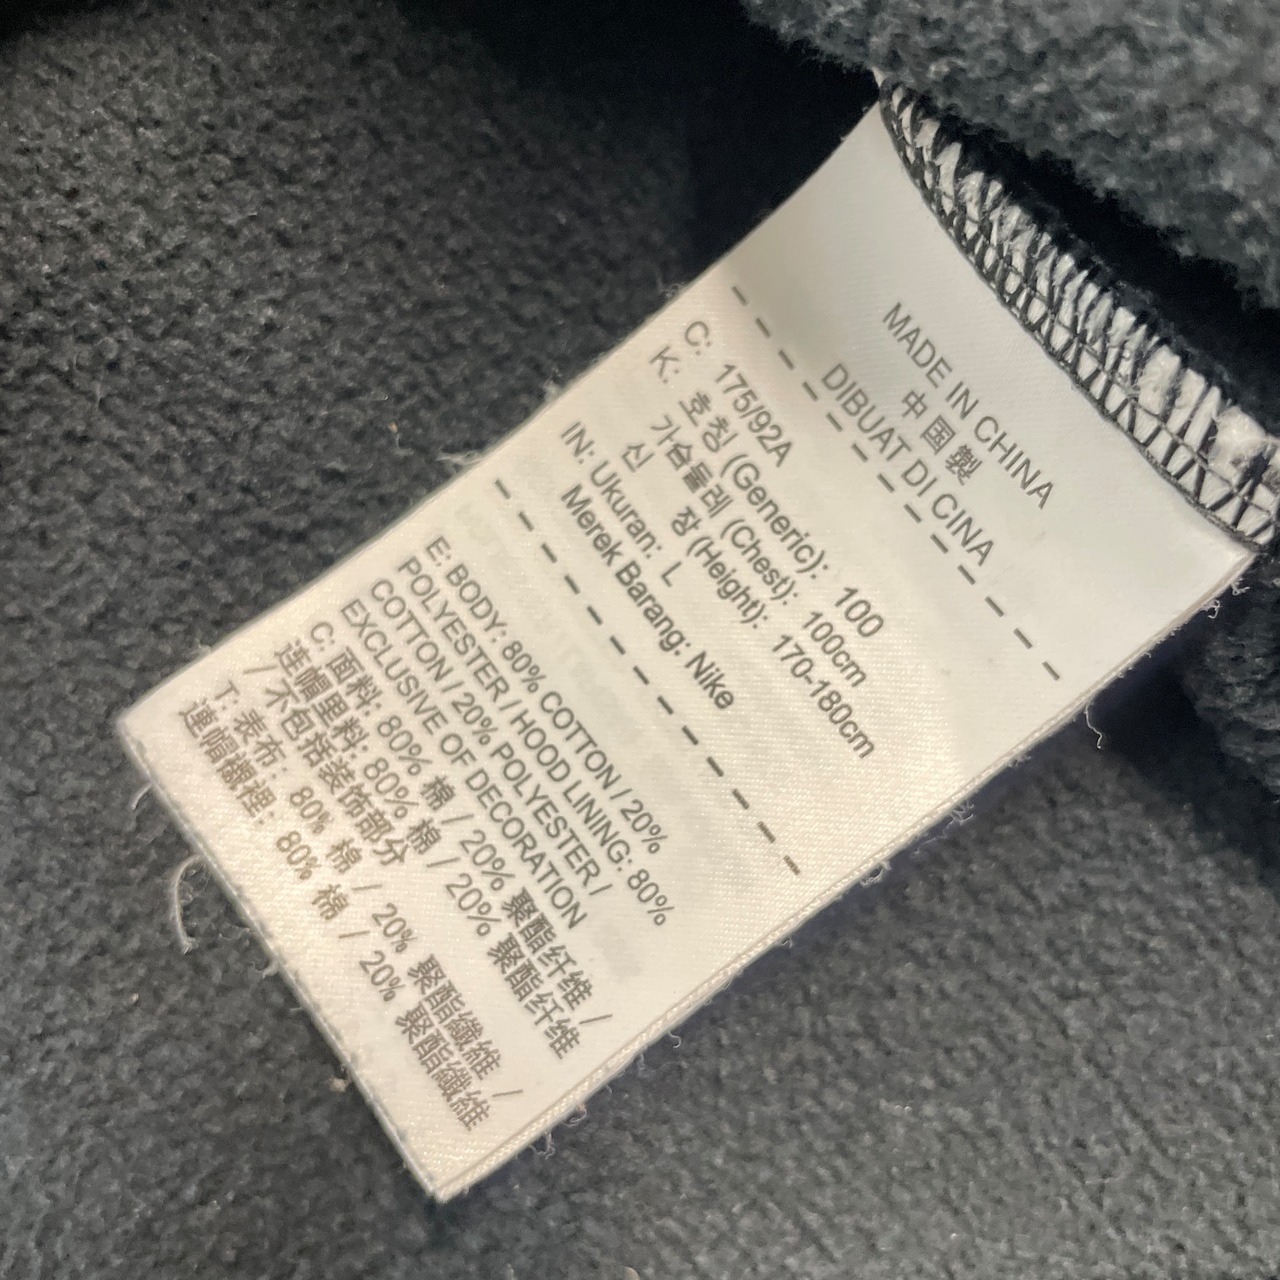 MADE IN CHINA
中国製
DIBUAT DI CINA
C: 175/92A
K: 호칭 (Generic): 100
가슴둘레 (Chest): 100cm
신 장 (Height): 170-180cm
IN: Ukuran: L
Merek Barang: Nike
E: BODY: 80% COTTON / 20%
POLYESTER / HOOD LINING: 80%
COTTON / 20% POLYESTER /
EXCLUSIVE OF DECORATION
C: 面料: 80% 棉 / 20% 聚酯纤维 /
连帽里料: 80% 棉 / 20% 聚酯纤维
/ 不包括装饰部分
T: 表布: 80% 棉 / 20% 聚酯纖維 /
連帽襯裡: 80% 棉 / 20% 聚酯纖維